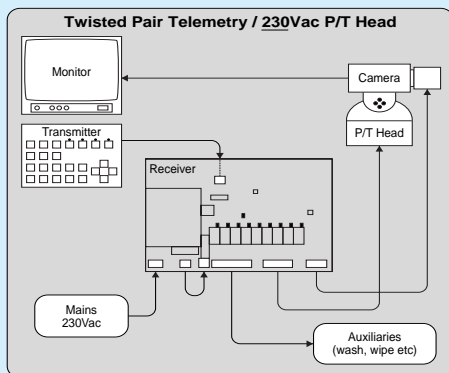 Twisted Pair Telemetry / 230Vac P/T Head
Monitor
Camera
Transmitter
P/T Head
Receiver
Mains
230Vac
Auxiliaries
(wash, wipe etc)